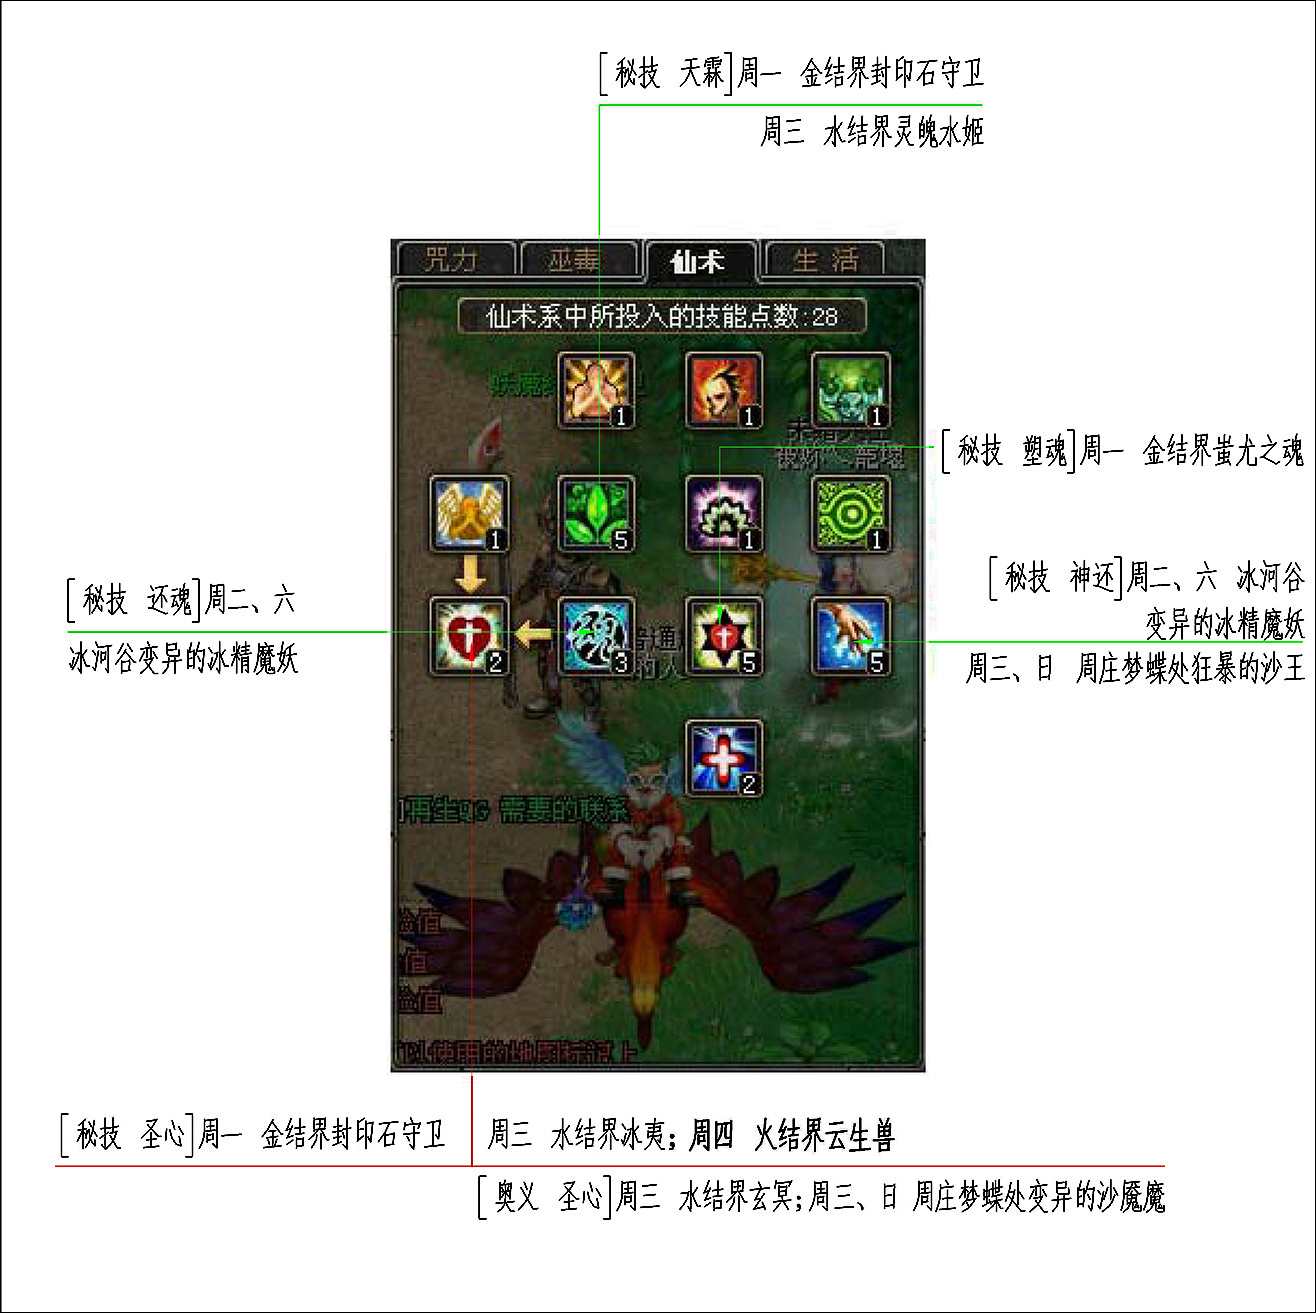 [秘技 天霖]周一 金结界封印石守卫
周三 水结界灵魄水姬
咒力 巫毒 仙术 生活
仙术系中所投入的技能点数:28
1 1 1
[秘技 塑魂]周一 金结界蚩尤之魂
1 5 1 1
[秘技 神还]周二、六 冰河谷
变异的冰精魔妖
周三、日 周庄梦蝶处狂暴的沙王
[秘技 还魂]周二、六
冰河谷变异的冰精魔妖
2 3 5 5
2
需要的联系
[秘技 圣心]周一 金结界封印石守卫 周三 水结界冰夷; 周四 火结界云生兽
[奥义 圣心]周三 水结界玄冥; 周三、日 周庄梦蝶处变异的沙魇魔